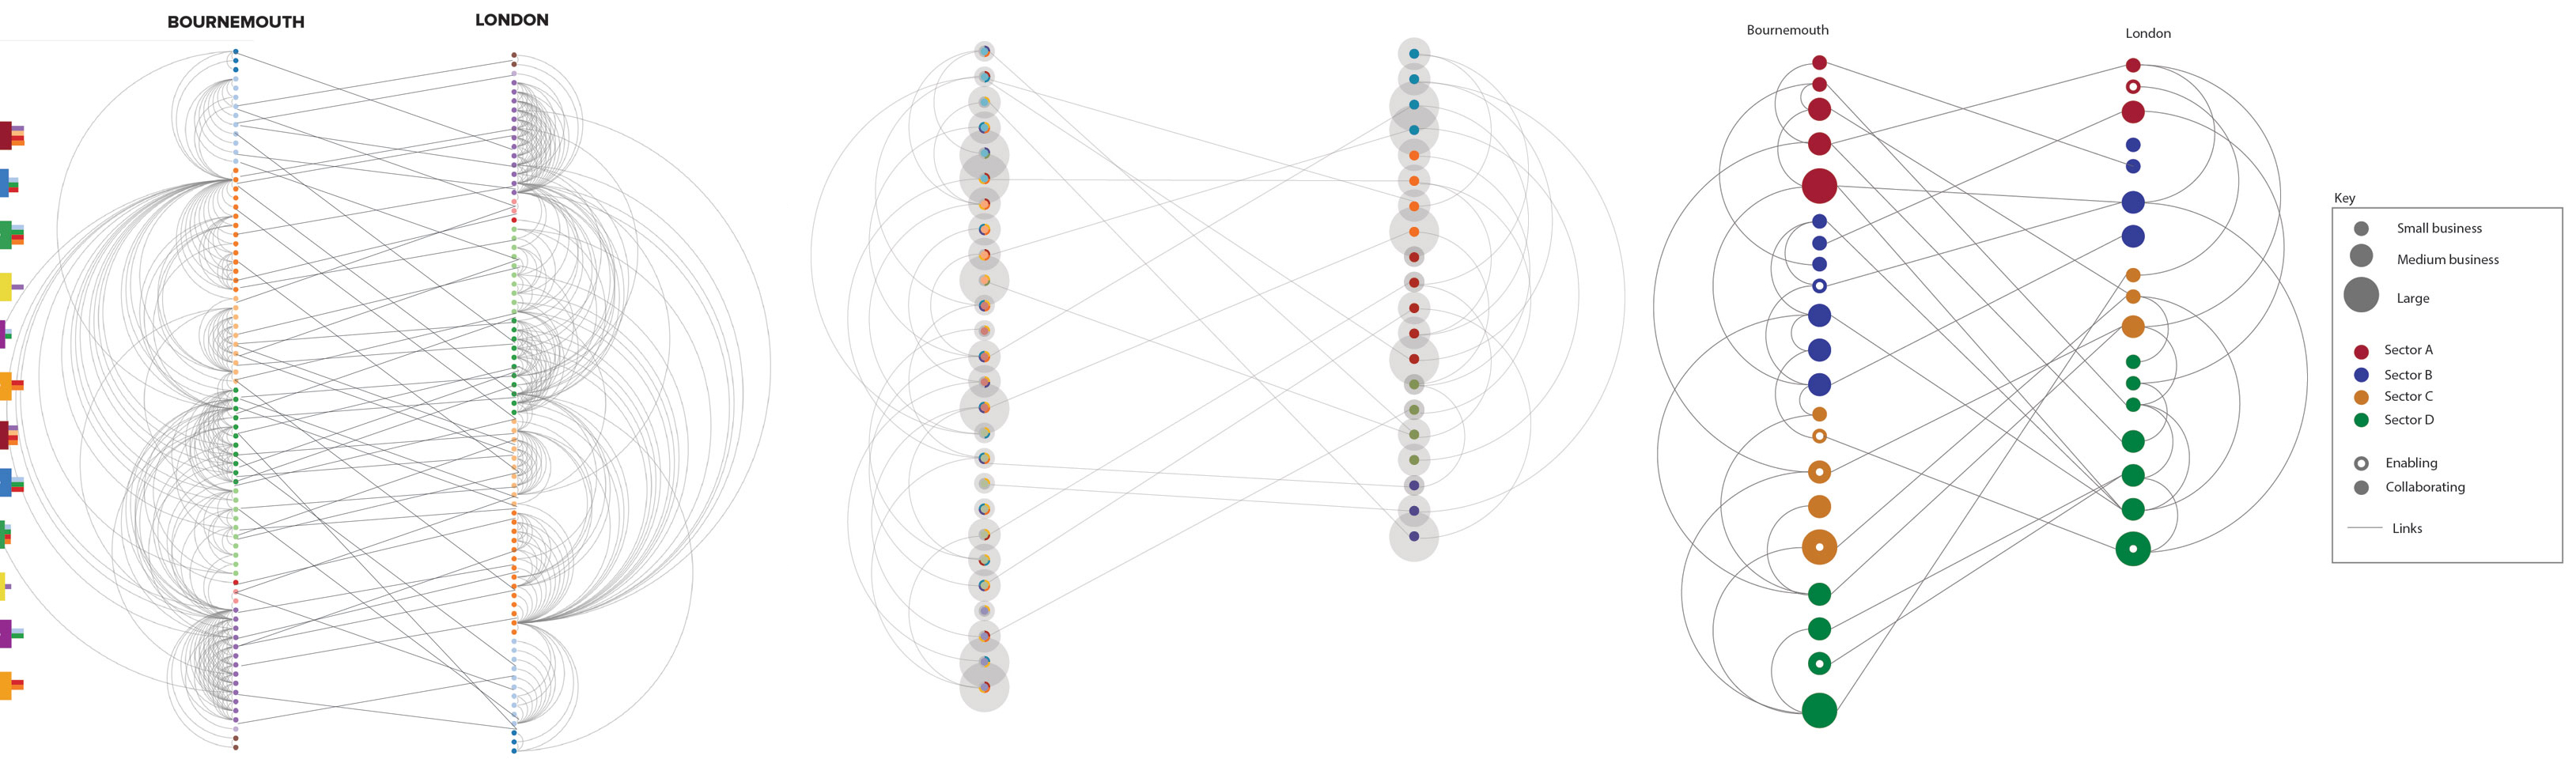 BOURNEMOUTH
LONDON
Bournemouth
London
Key
Small business
Medium business
Large
Sector A
Sector B
Sector C
Sector D
Enabling
Collaborating
Links